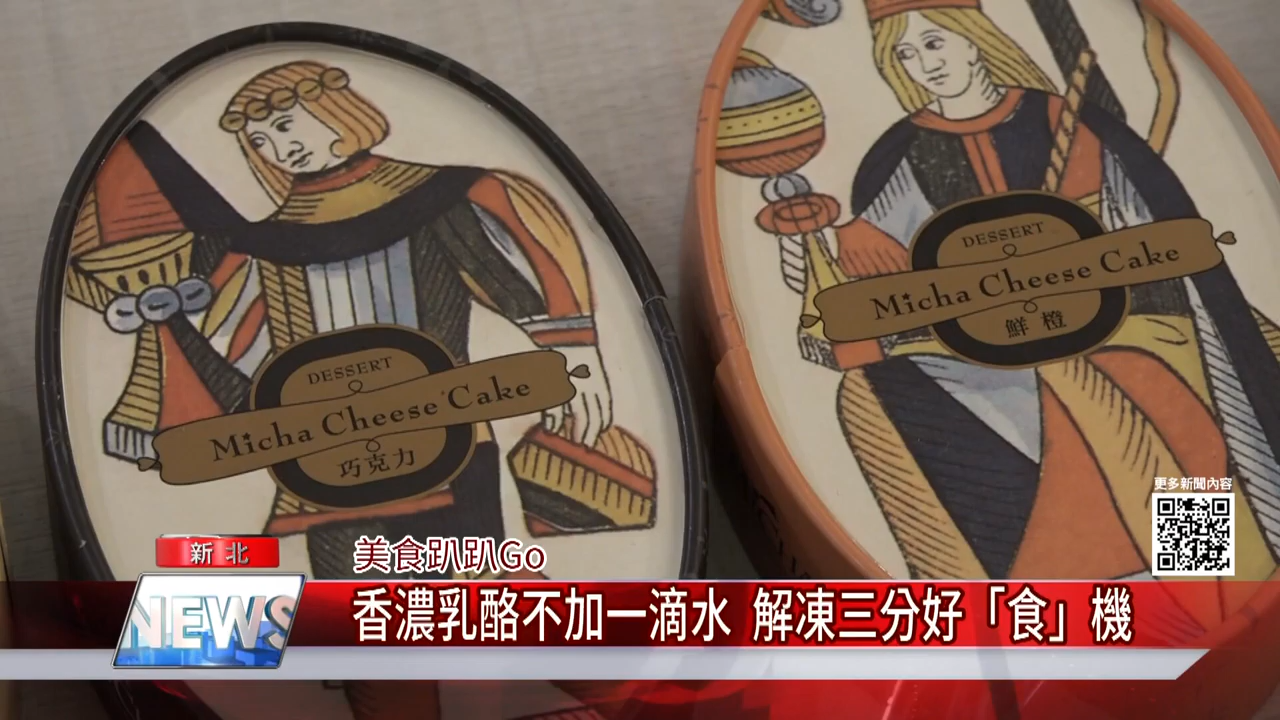 DESSERT
Micha Cheese Cake
巧克力
DESSERT
Micha Cheese Cake
鮮橙
更多新聞內容
新北
美食趴趴Go
NEWS
香濃乳酪不加一滴水 解凍三分好「食」機